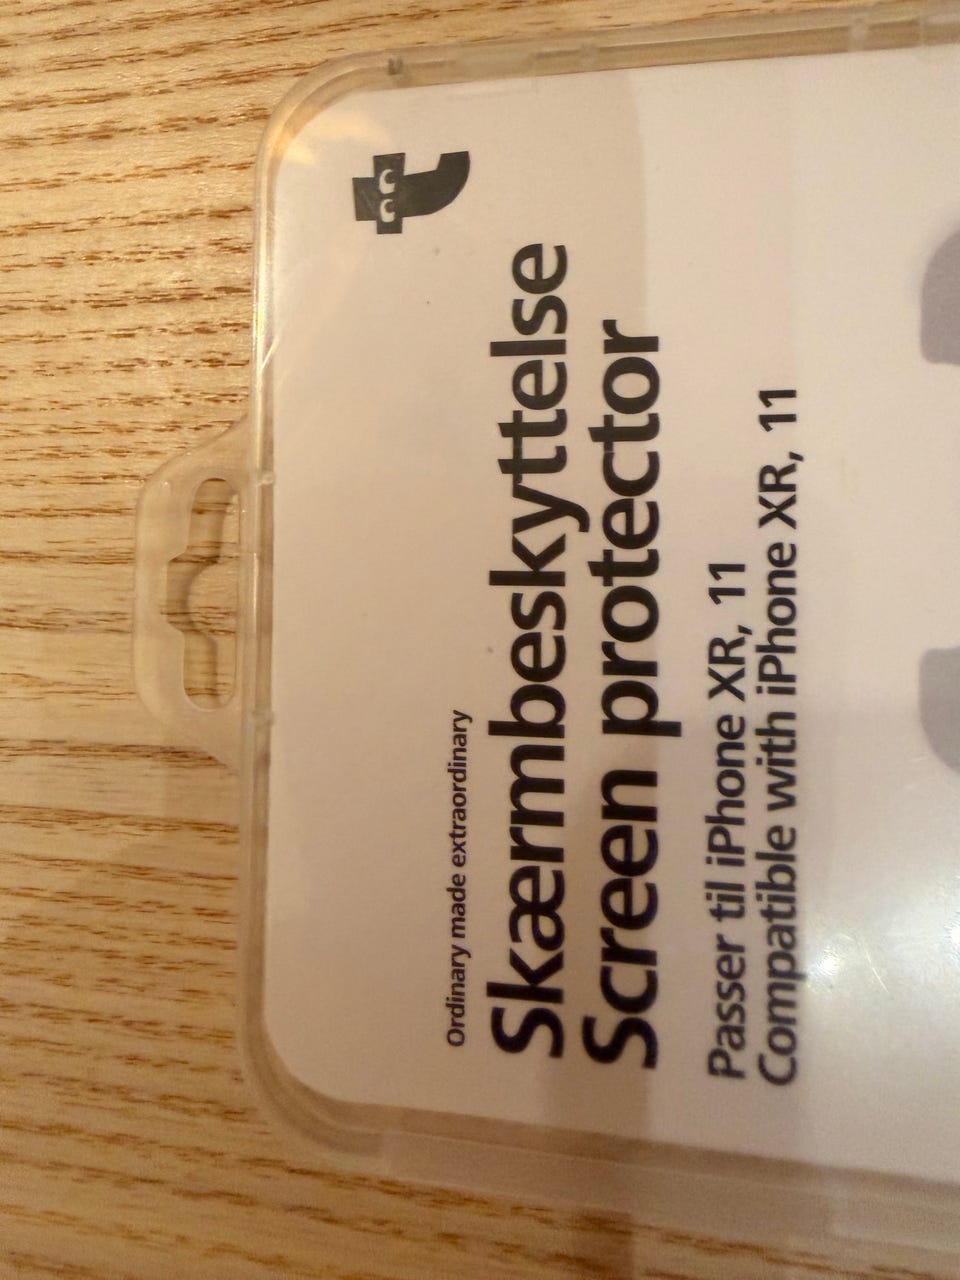 Ordinary made extraordinary
Skærmbeskyttelse
Screen protector
Passer til iPhone XR, 11
Compatible with iPhone XR, 11